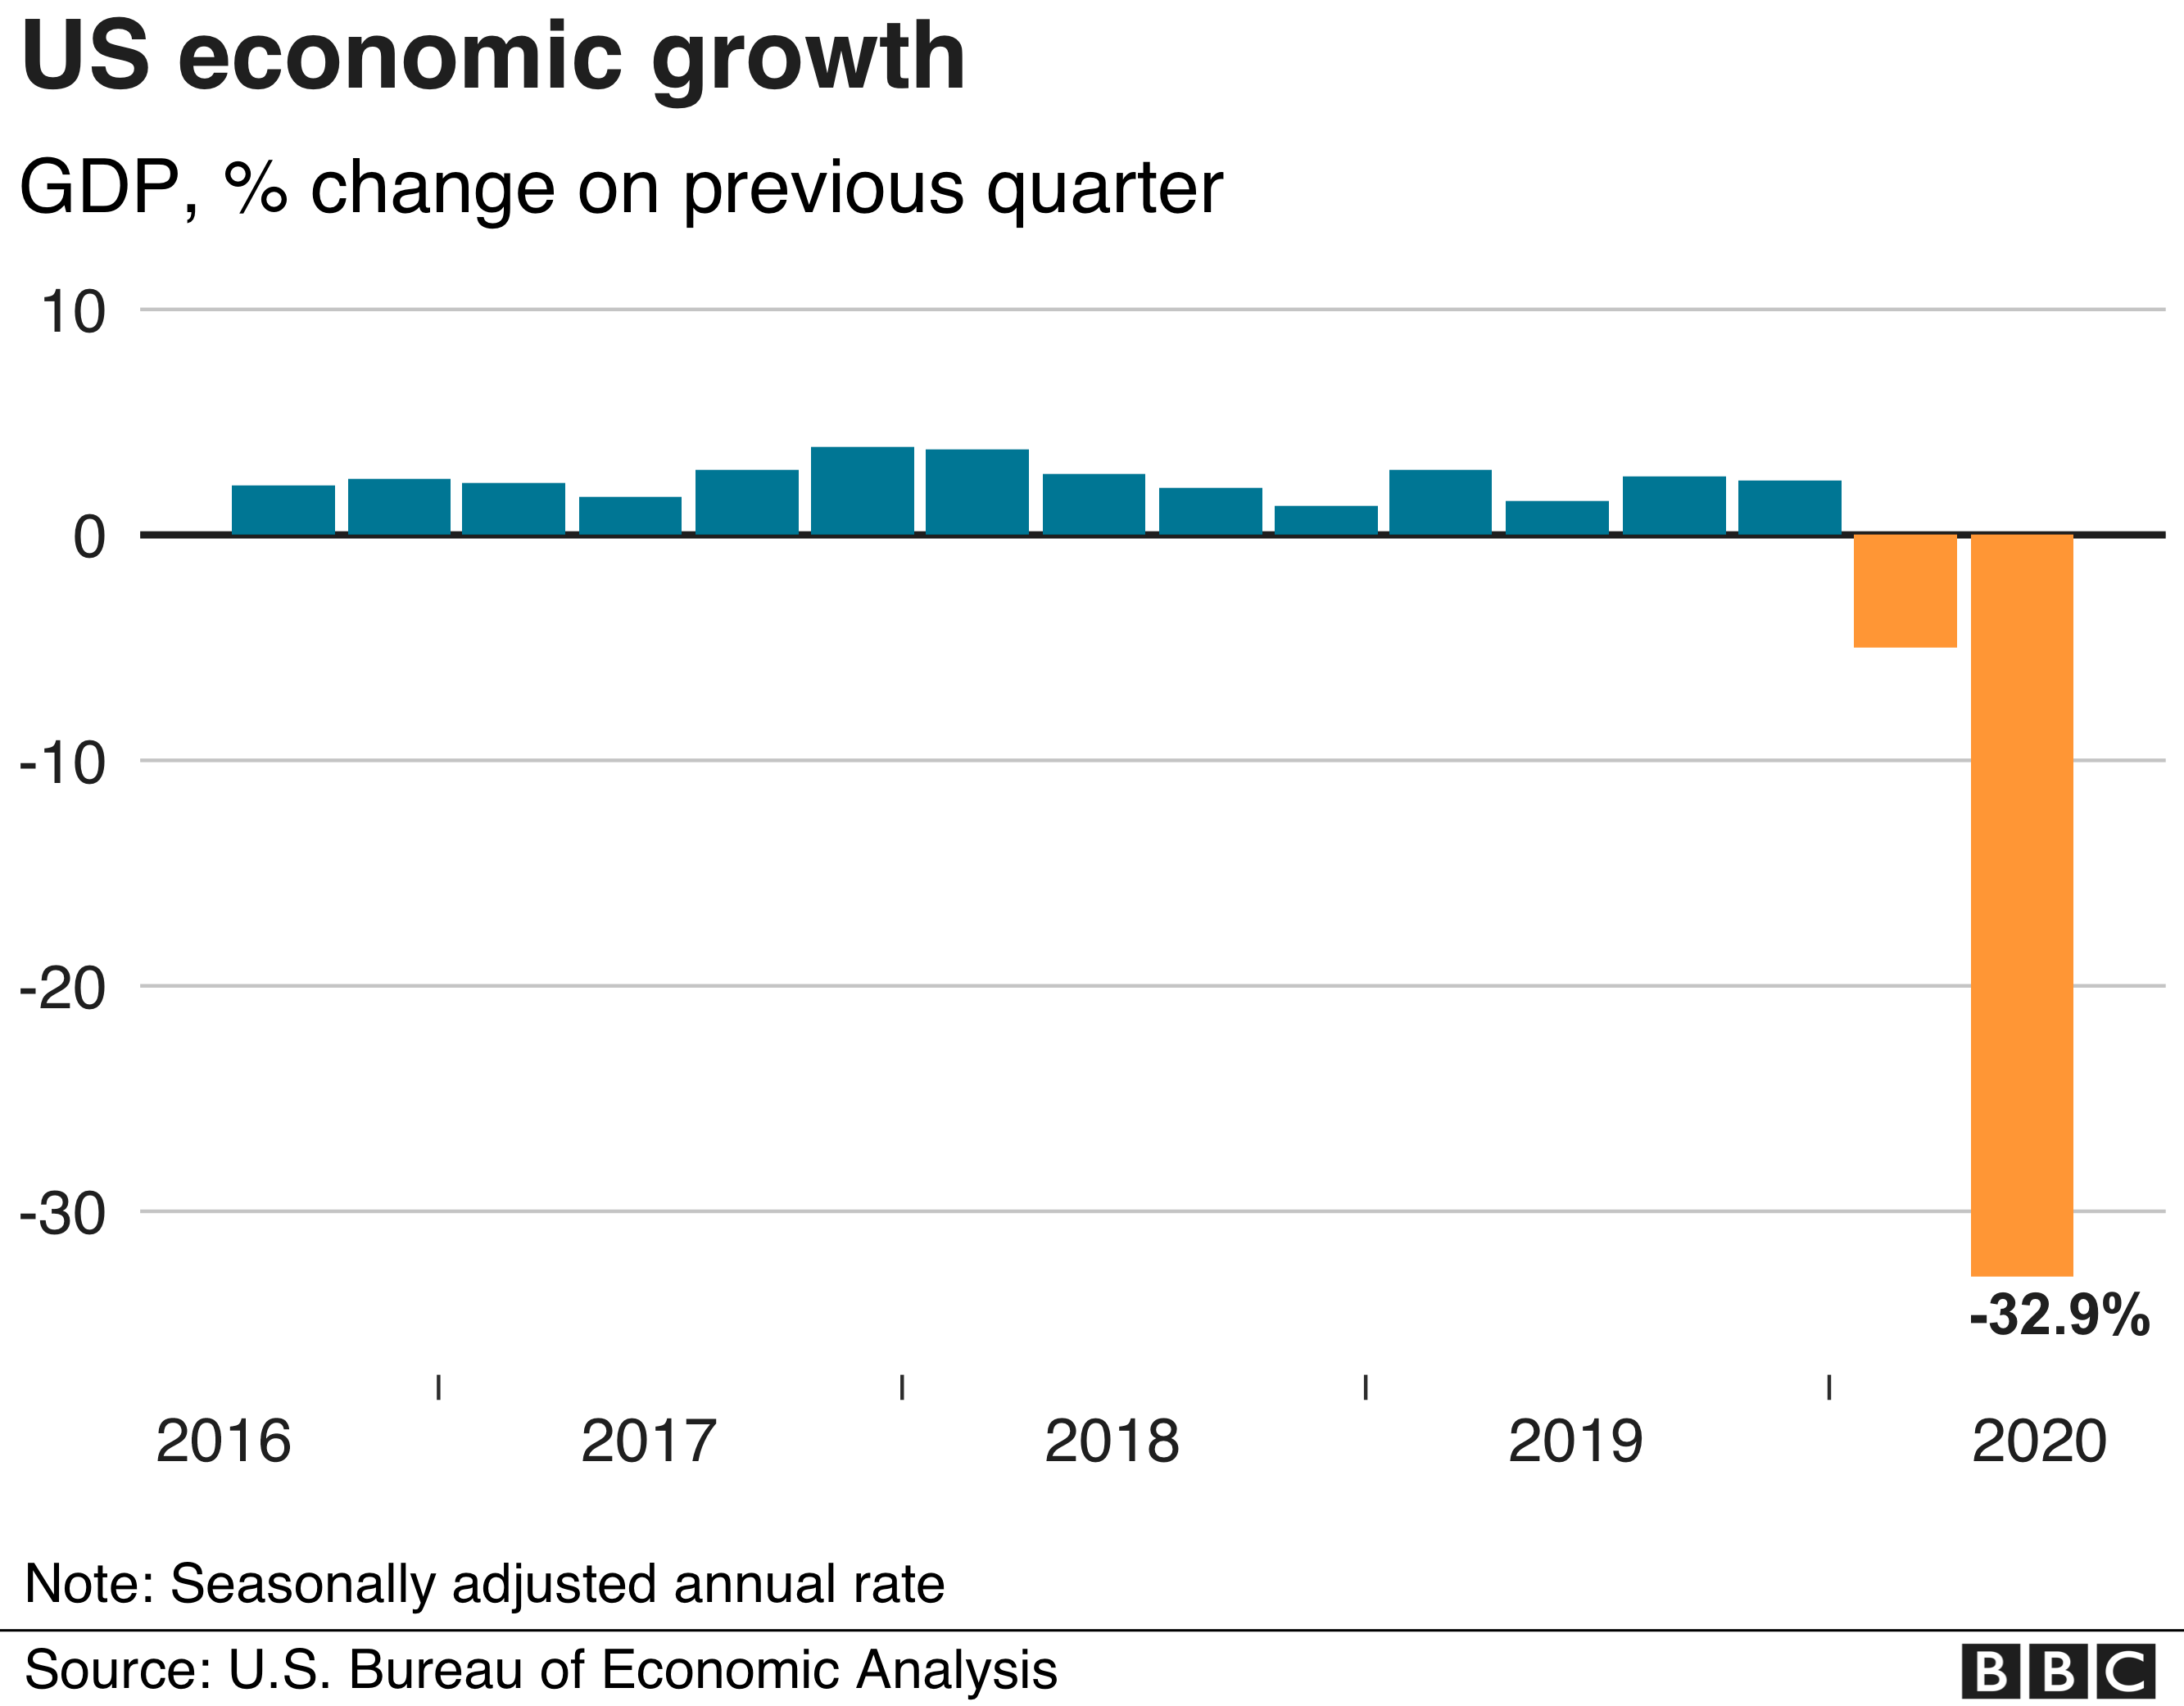 US economic growth
GDP, % change on previous quarter
10
0
-10
-20
-30
-32.9%
2016 2017 2018 2019 2020
Note: Seasonally adjusted annual rate
Source: U.S. Bureau of Economic Analysis
BBC